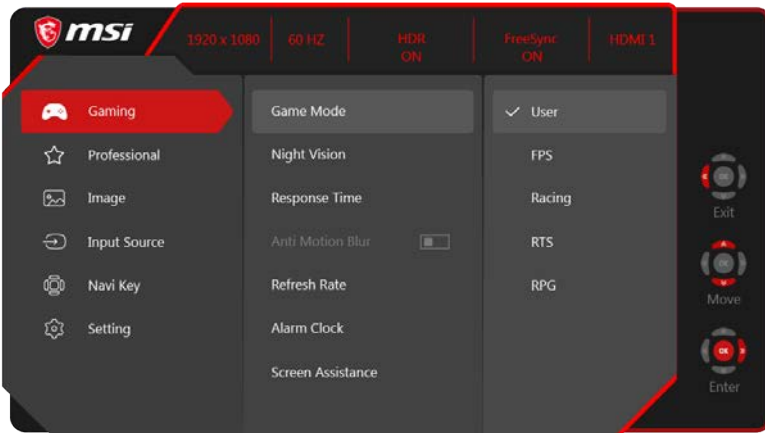 msi
1920 x 1080
60 HZ
HDR
ON
FreeSync
ON
HDMI 1
Gaming
Professional
Image
Input Source
Navi Key
Setting
Game Mode
Night Vision
Response Time
Anti Motion Blur
Refresh Rate
Alarm Clock
Screen Assistance
User
FPS
Racing
RTS
RPG
OK
Exit
OK
Move
OK
Enter